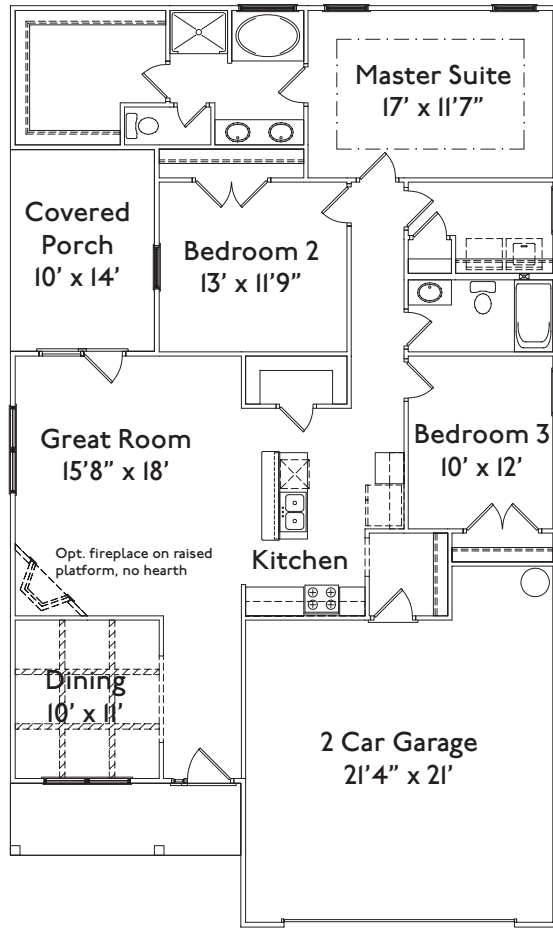 Master Suite
17’ x 11’7”
Covered
Porch
10’ x 14’
Bedroom 2
13’ x 11’9”
Great Room
15’8” x 18’
Bedroom 3
10’ x 12’
Opt. fireplace on raised
platform, no hearth
Kitchen
Dining
10’ x 11’
2 Car Garage
21’4” x 21’